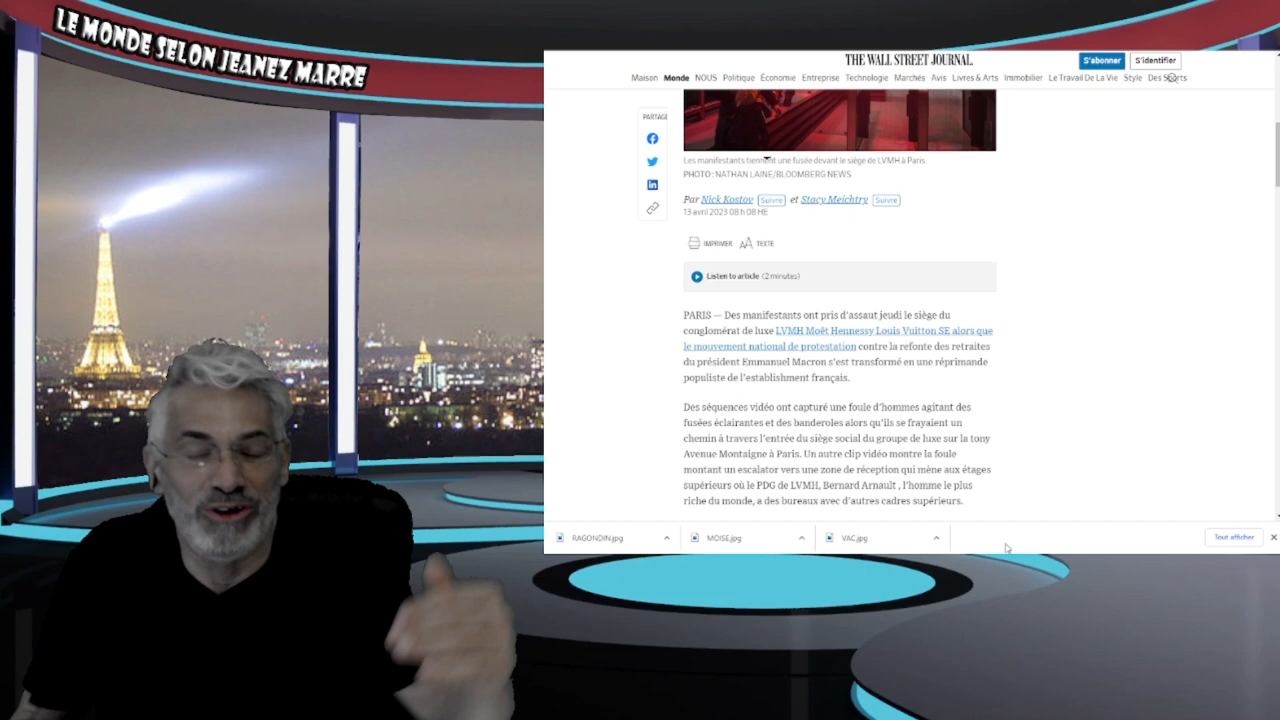 LE MONDE SELON JEANEZ MARRE
THE WALL STREET JOURNAL.
S'abonner
S'identifier
Maison Monde NOUS Politique Économie Entreprise Technologie Marchés Avis Livres & Arts Immobilier Le Travail De La Vie Style Des Sports
PARTAGE
Les manifestants tiennent une fusée devant le siège de LVMH à Paris.
PHOTO : NATHAN LAINE/BLOOMBERG NEWS
Par Nick Kostov Suivre et Stacy Meichtry Suivre
13 avril 2023 08 h 08 HE
IMPRIMER AA TEXTE
Listen to article (2 minutes)
PARIS — Des manifestants ont pris d'assaut jeudi le siège du
conglomérat de luxe LVMH Moët Hennessy Louis Vuitton SE alors que
le mouvement national de protestation contre la refonte des retraites
du président Emmanuel Macron s'est transformé en une réprimande
populiste de l'establishment français.
Des séquences vidéo ont capturé une foule d'hommes agitant des
fusées éclairantes et des banderoles alors qu'ils se frayaient un
chemin à travers l'entrée du siège social du groupe de luxe sur la tony
Avenue Montaigne à Paris. Un autre clip vidéo montre la foule
montant un escalator vers une zone de réception qui mène aux étages
supérieurs où le PDG de LVMH, Bernard Arnault , l'homme le plus
riche du monde, a des bureaux avec d'autres cadres supérieurs.
RAGONDIN.jpg
MOISE.jpg
VAC.jpg
Tout afficher